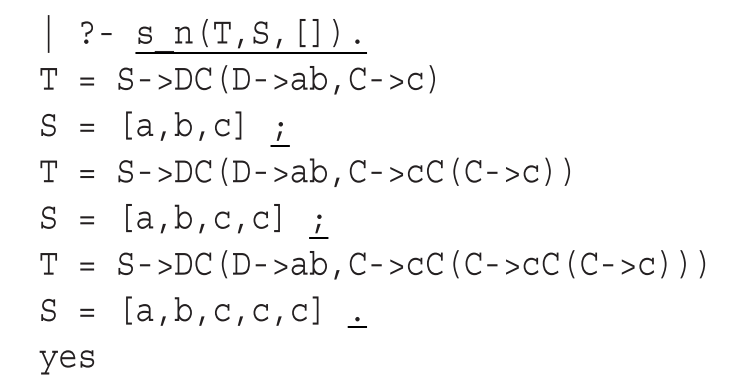 | ?- s_n(T,S,[]).
T = S->DC(D->ab,C->c)
S = [a,b,c] ;
T = S->DC(D->ab,C->cC(C->c))
S = [a,b,c,c] ;
T = S->DC(D->ab,C->cC(C->cC(C->c)))
S = [a,b,c,c,c] .
yes